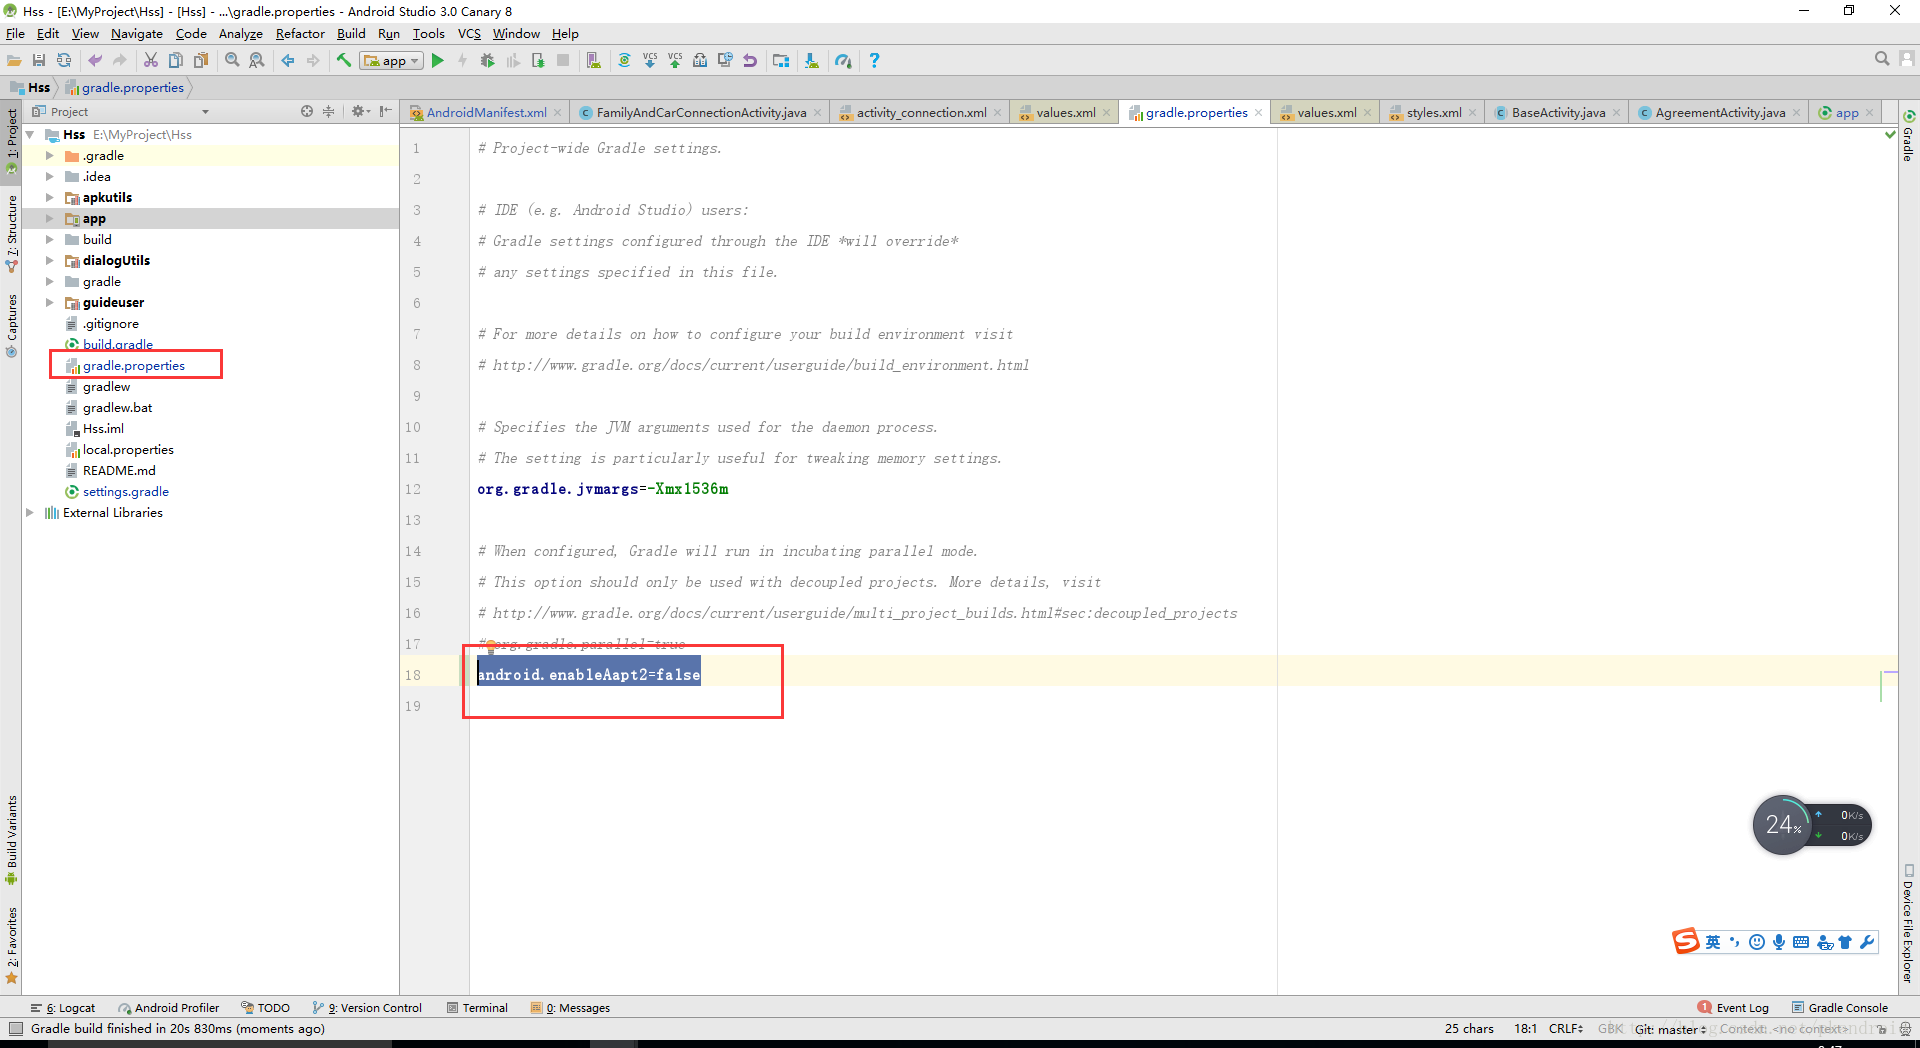 Hss - [E:\MyProject\Hss] - [Hss] - ...\gradle.properties - Android Studio 3.0 Canary 8
File Edit View Navigate Code Analyze Refactor Build Run Tools VCS Window Help
app
VCS VCS
Hss gradle.properties
Project
AndroidManifest.xml FamilyAndCarConnectionActivity.java activity_connection.xml values.xml gradle.properties values.xml styles.xml BaseActivity.java AgreementActivity.java app
1: Project
7: Structure
Captures
Build Variants
2: Favorites
Hss E:\MyProject\Hss
.gradle
.idea
apkutils
app
build
dialogUtils
gradle
guideuser
.gitignore
build.gradle
gradle.properties
gradlew
gradlew.bat
Hss.iml
local.properties
README.md
settings.gradle
External Libraries
1 # Project-wide Gradle settings.
2
3 # IDE (e.g. Android Studio) users:
4 # Gradle settings configured through the IDE *will override*
5 # any settings specified in this file.
6
7 # For more details on how to configure your build environment visit
8 # http://www.gradle.org/docs/current/userguide/build_environment.html
9
10 # Specifies the JVM arguments used for the daemon process.
11 # The setting is particularly useful for tweaking memory settings.
12 org.gradle.jvmargs=-Xmx1536m
13
14 # When configured, Gradle will run in incubating parallel mode.
15 # This option should only be used with decoupled projects. More details, visit
16 # http://www.gradle.org/docs/current/userguide/multi_project_builds.html#sec:decoupled_projects
17 # org.gradle.parallel=true
18 android.enableAapt2=false
19
Gradle
Device File Explorer
24%
0K/s
0K/s
英
6: Logcat Android Profiler TODO 9: Version Control Terminal 0: Messages 1 Event Log Gradle Console
Gradle build finished in 20s 830ms (moments ago) 25 chars 18:1 CRLF GBK Git: master Context: <no context>